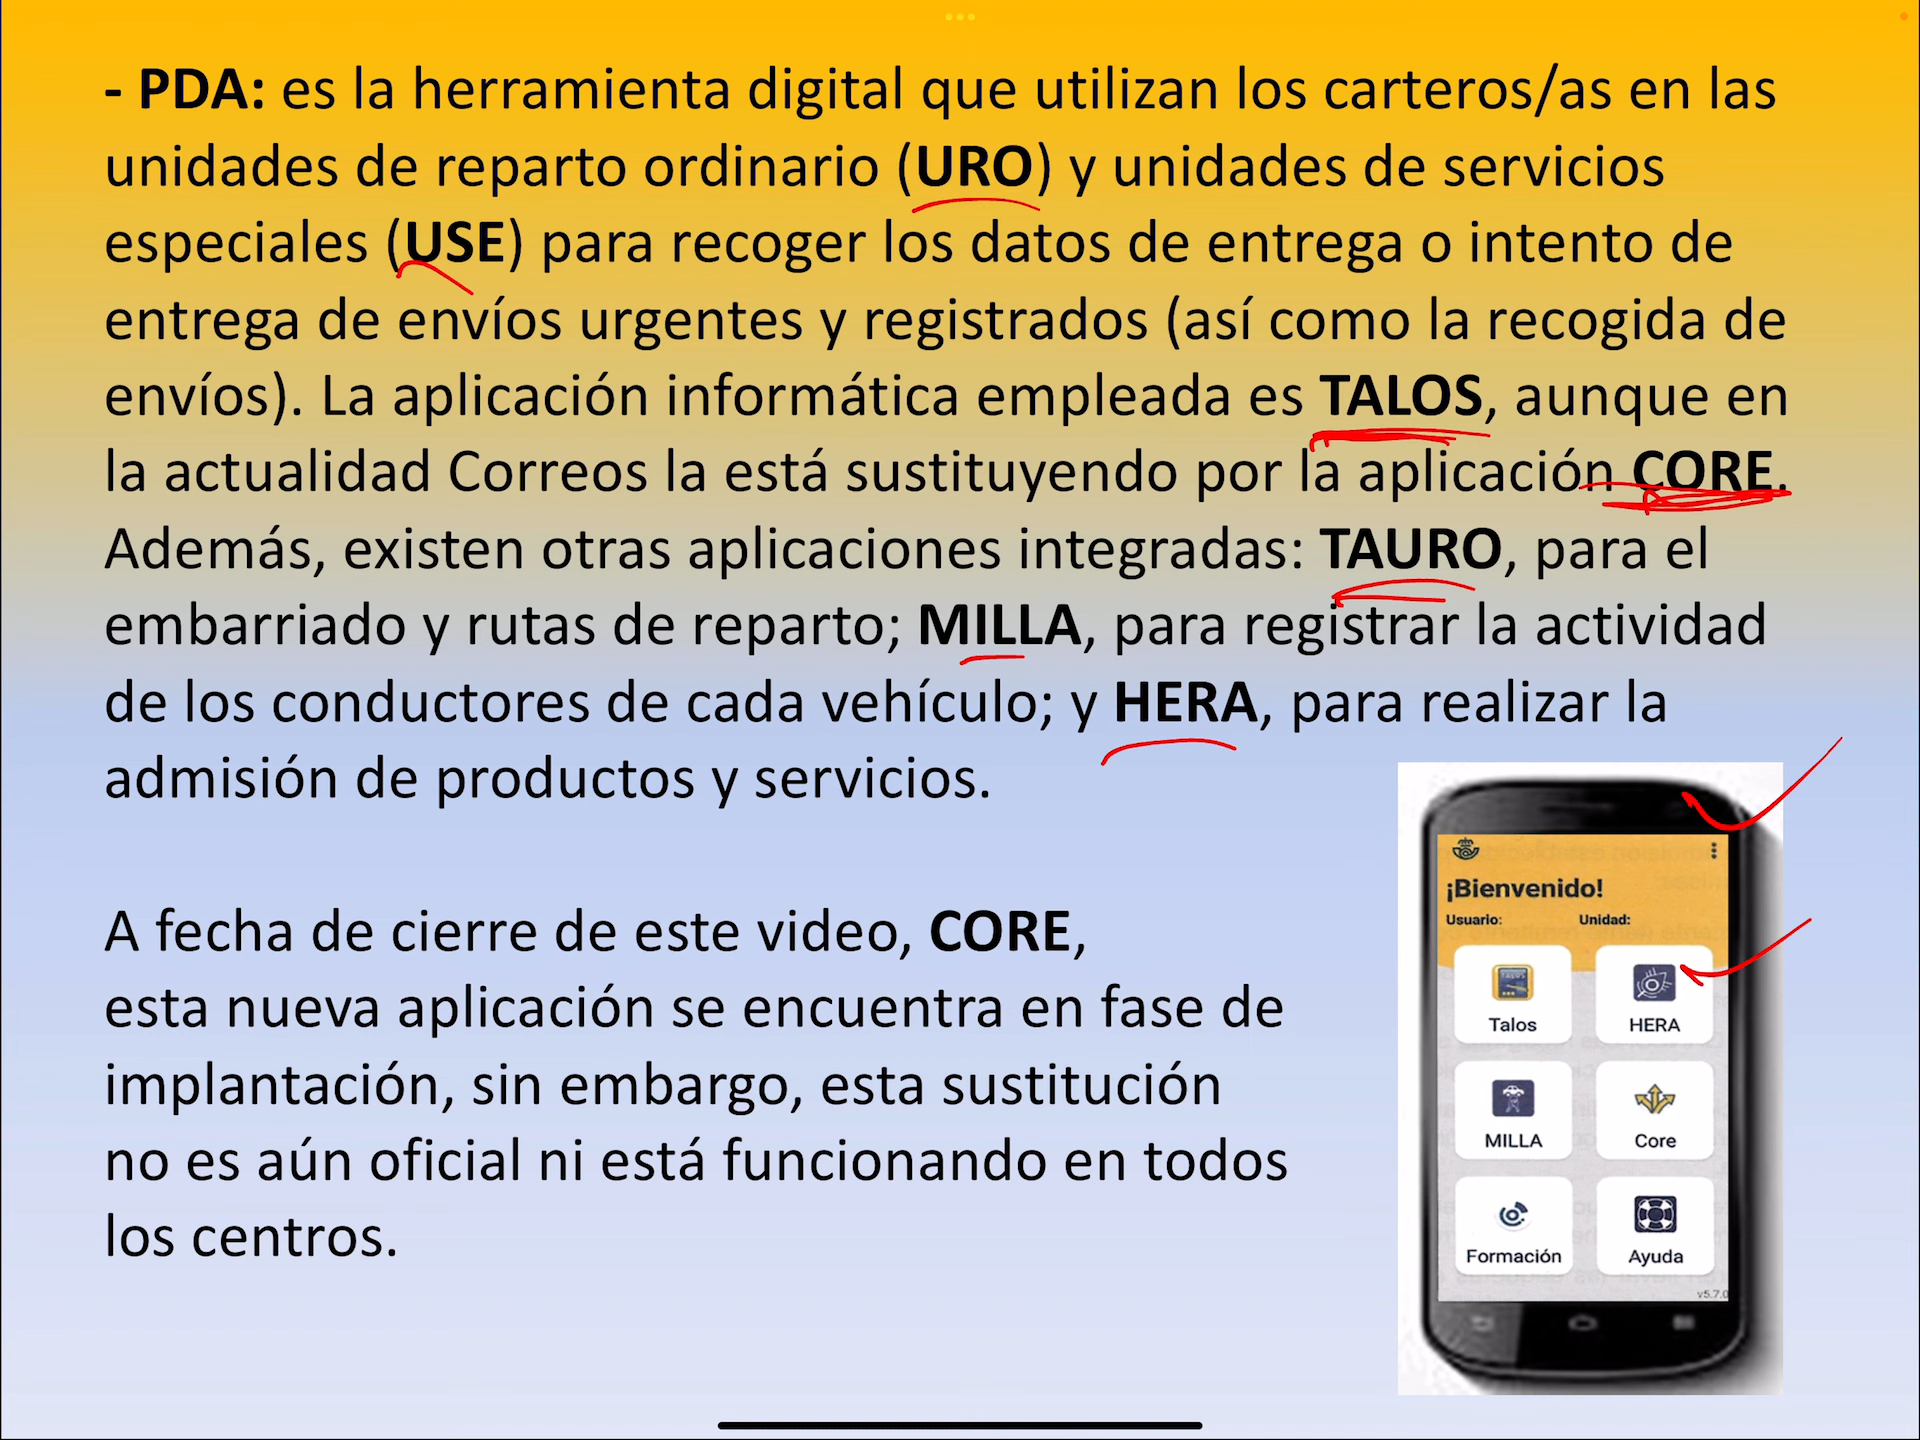 - PDA: es la herramienta digital que utilizan los carteros/as en las
unidades de reparto ordinario (URO) y unidades de servicios
especiales (USE) para recoger los datos de entrega o intento de
entrega de envíos urgentes y registrados (así como la recogida de
envíos). La aplicación informática empleada es TALOS, aunque en
la actualidad Correos la está sustituyendo por la aplicación CORE.
Además, existen otras aplicaciones integradas: TAURO, para el
embarriado y rutas de reparto; MILLA, para registrar la actividad
de los conductores de cada vehículo; y HERA, para realizar la
admisión de productos y servicios.
A fecha de cierre de este video, CORE,
esta nueva aplicación se encuentra en fase de
implantación, sin embargo, esta sustitución
no es aún oficial ni está funcionando en todos
los centros.
¡Bienvenido!
Usuario: Unidad:
Talos HERA
MILLA Core
Formación Ayuda
v5.7.0